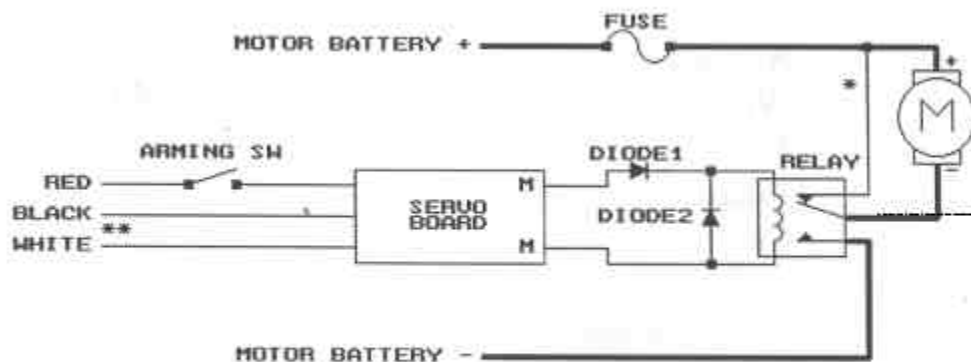 FUSE
MOTOR BATTERY +
+
*
M
ARMING SW
DIODE1
RELAY
RED
M
-
BLACK
SERVO
BOARD
DIODE2
**
WHITE
M
MOTOR BATTERY -